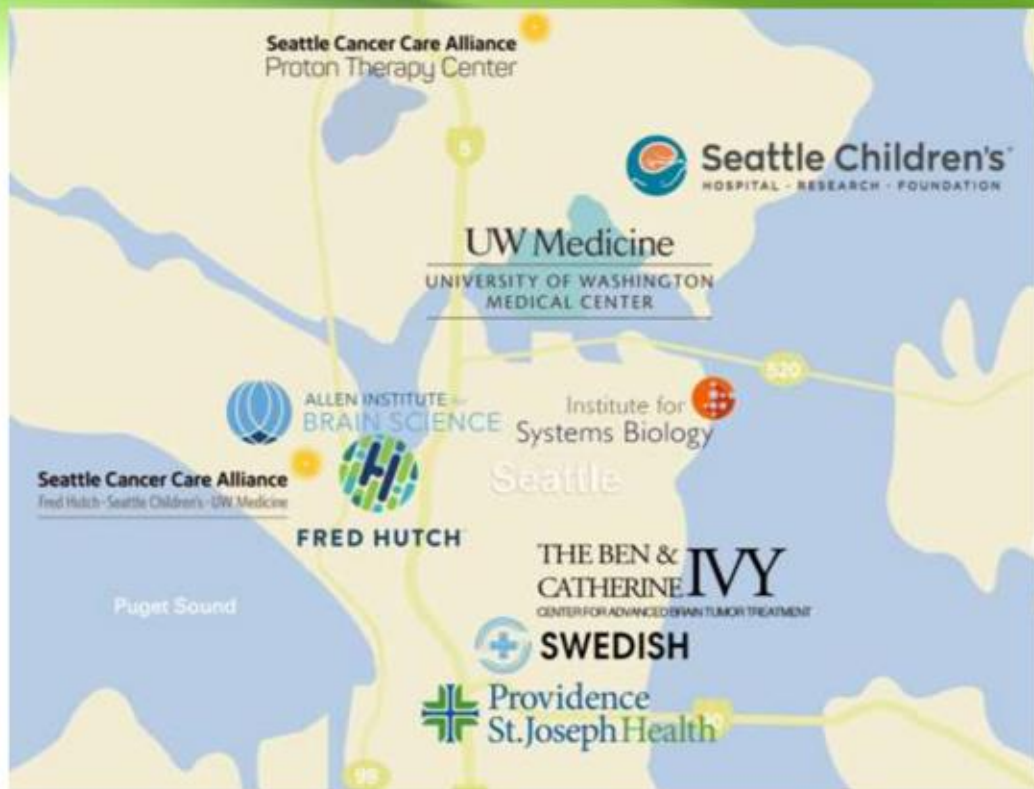 Seattle Cancer Care Alliance
Proton Therapy Center
5
Seattle Children's
HOSPITAL · RESEARCH · FOUNDATION
UW Medicine
UNIVERSITY OF WASHINGTON
MEDICAL CENTER
520
ALLEN INSTITUTE for
BRAIN SCIENCE
Institute for
Systems Biology
Seattle Cancer Care Alliance
Fred Hutch · Seattle Children's · UW Medicine
Seattle
FRED HUTCH
THE BEN &
CATHERINE IVY
CENTER FOR ADVANCED BRAIN TUMOR TREATMENT
Puget Sound
SWEDISH
Providence
St.Joseph Health
99